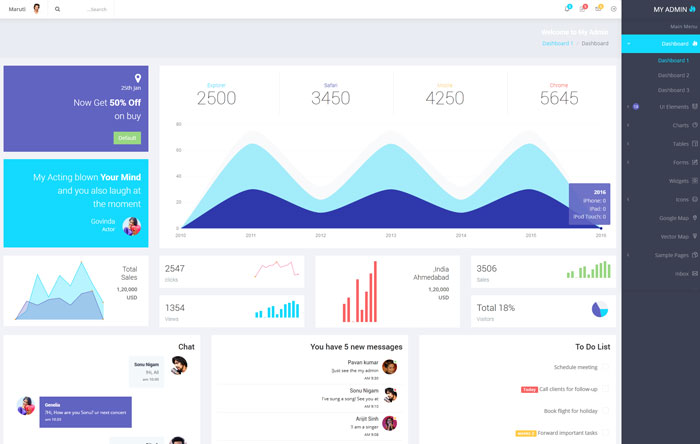 Maruti
Search...
MY ADMIN
Main Menu
Welcome to My Admin
Dashboard 1 / Dashboard
Dashboard
Dashboard 1
Dashboard 2
Dashboard 3
UI Elements
Charts
Tables
Forms
Widgets
Icons
Google Map
Vector Map
Sample Pages
Inbox
25th jan
Now Get 50% Off
on buy
Default
My Acting blown Your Mind
and you also laugh at
the moment
Govinda
Actor
2500
Safari
3450
4250
Chrome
5645
80
60
40
20
0
2010
2011
2012
2013
2014
2015
2016
2016
iPhone: 0
iPad: 0
iPod Touch: 0
Total
Sales
1,20,000
USD
2547
1354
Views
.India
Ahmedabad
1,20,000
USD
3506
Sales
Total 18%
Visitors
Chat
Sonu Nigam
!Hi, All
am 10:00
Genelia
?Hi, How are you Sonu! ur next concert
am 10:03
Sonu Nigam
You have 5 new messages
Pavan kumar
Just see the my admin
AM 9:30
Sonu Nigam
I've sung a song! See you at
AM 9:10
Arijit Sinh
!I am a singer
AM 9:08
To Do List
Schedule meeting
Today Call clients for follow-up
Book flight for holiday
Forward important tasks